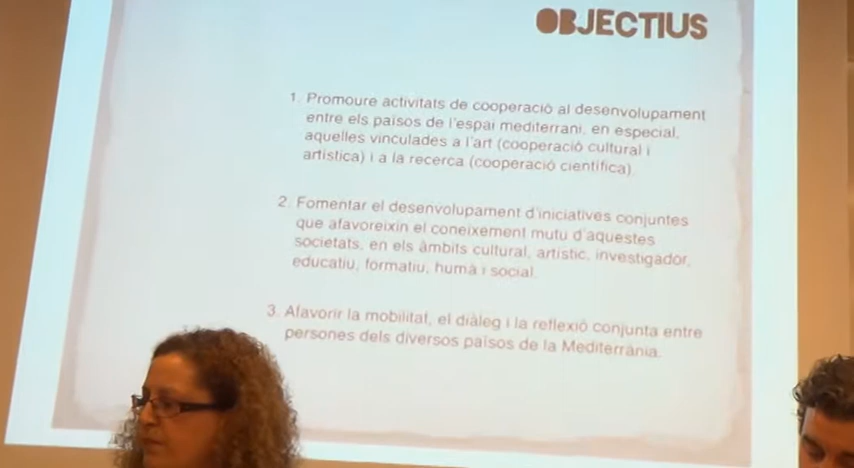 OBJECTIUS
1. Promoure activitats de cooperació al desenvolupament
entre els països de l'espai mediterrani, en especial,
aquelles vinculades a l'art (cooperació cultural i
artística) i a la recerca (cooperació científica).
2. Fomentar el desenvolupament d'iniciatives conjuntes
que afavoreixin el coneixement mutu d'aquestes
societats, en els àmbits cultural, artístic, investigador,
educatiu, formatiu, humà i social.
3. Afavorir la mobilitat, el diàleg i la reflexió conjunta entre
persones dels diversos països de la Mediterrània.